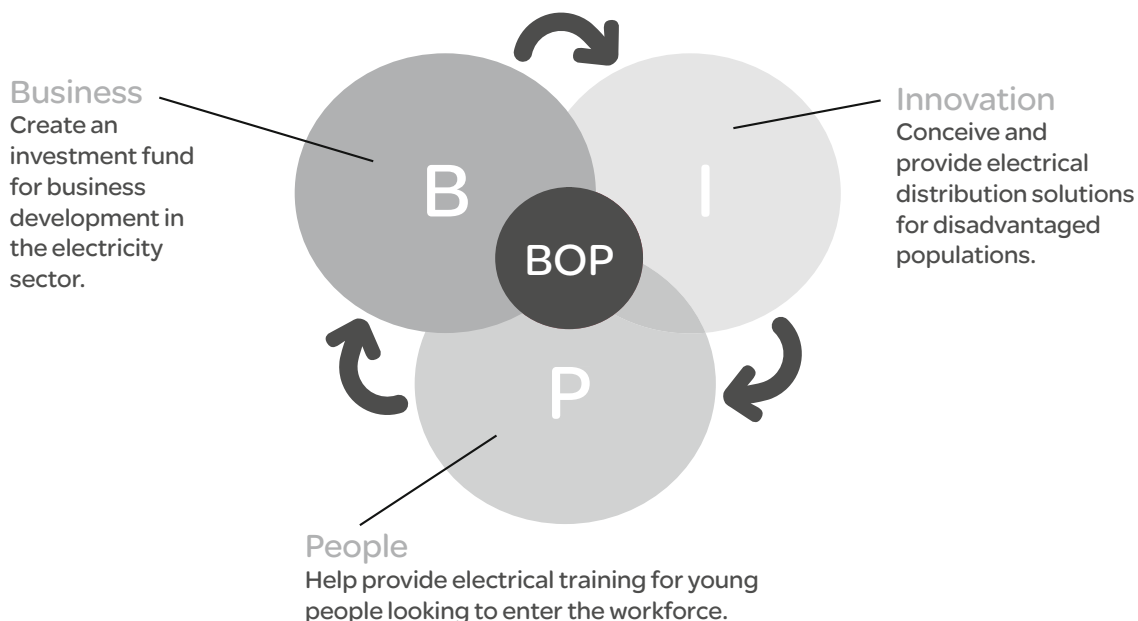 Business
Create an
investment fund
for business
development in
the electricity
sector.
B
I
BOP
P
Innovation
Conceive and
provide electrical
distribution solutions
for disadvantaged
populations.
People
Help provide electrical training for young
people looking to enter the workforce.